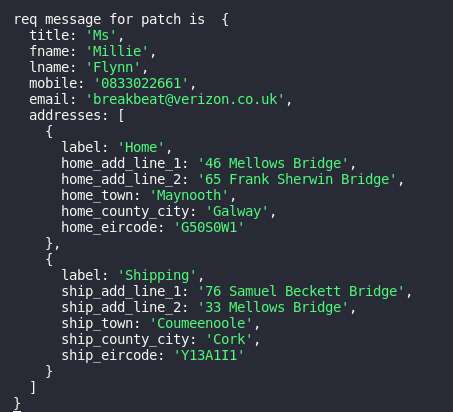 req message for patch is  {
  title: 'Ms',
  fname: 'Millie',
  lname: 'Flynn',
  mobile: '0833022661',
  email: 'breakbeat@verizon.co.uk',
  addresses: [
    {
      label: 'Home',
      home_add_line_1: '46 Mellows Bridge',
      home_add_line_2: '65 Frank Sherwin Bridge',
      home_town: 'Maynooth',
      home_county_city: 'Galway',
      home_eircode: 'G50S0W1'
    },
    {
      label: 'Shipping',
      ship_add_line_1: '76 Samuel Beckett Bridge',
      ship_add_line_2: '33 Mellows Bridge',
      ship_town: 'Coumeenoole',
      ship_county_city: 'Cork',
      ship_eircode: 'Y13A1I1'
    }
  ]
}